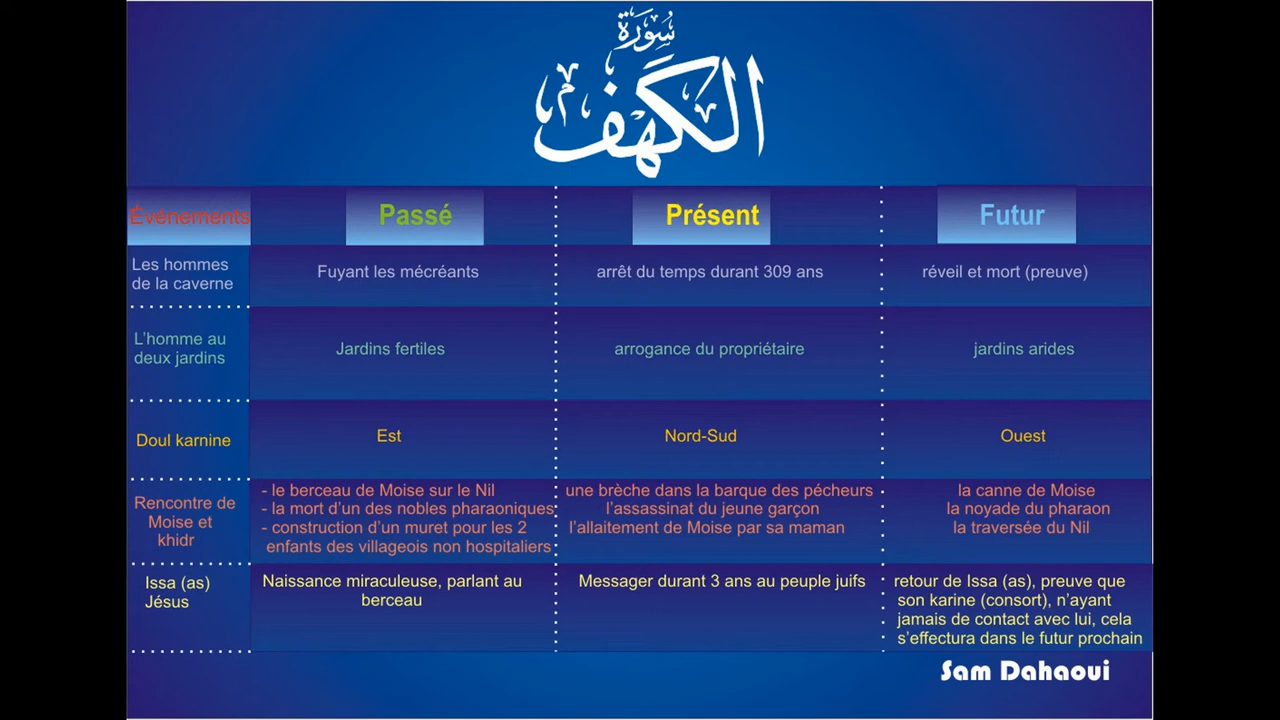 سُورَة
الكهف
Événements
Passé
Présent
Futur
Les hommes
de la caverne
Fuyant les mécréants
arrêt du temps durant 309 ans
réveil et mort (preuve)
L'homme au
deux jardins
Jardins fertiles
arrogance du propriétaire
jardins arides
Doul karnine
Est
Nord-Sud
Ouest
Rencontre de
Moise et
khidr
- le berceau de Moise sur le Nil
- la mort d'un des nobles pharaoniques
- construction d'un muret pour les 2
enfants des villageois non hospitaliers
une brèche dans la barque des pécheurs
l'assassinat du jeune garçon
l'allaitement de Moise par sa maman
la canne de Moise
la noyade du pharaon
la traversée du Nil
Issa (as)
Jésus
Naissance miraculeuse, parlant au
berceau
Messager durant 3 ans au peuple juifs
retour de Issa (as), preuve que
son karine (consort), n'ayant
jamais de contact avec lui, cela
s'effectura dans le futur prochain
Sam Dahaoui